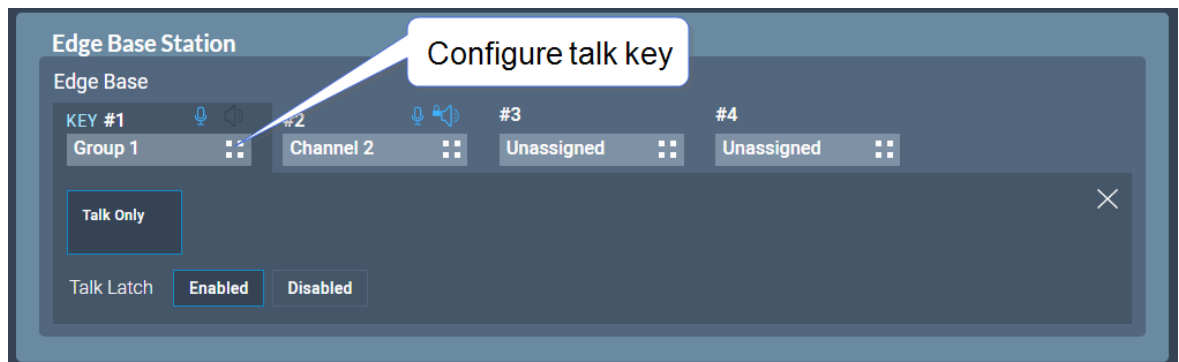 Edge Base Station
Configure talk key
Edge Base
KEY #1
#2
#3
#4
Group 1
Channel 2
Unassigned
Unassigned
Talk Only
Talk Latch
Enabled
Disabled